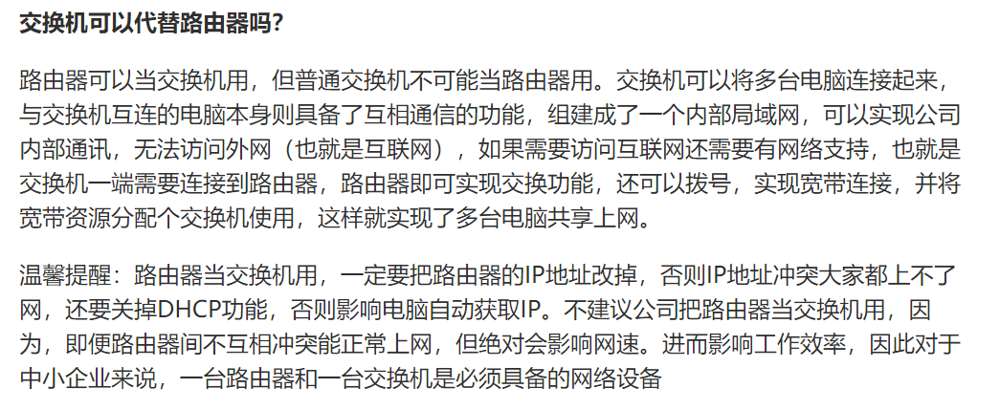 交换机可以代替路由器吗？
路由器可以当交换机用，但普通交换机不可能当路由器用。交换机可以将多台电脑连接起来，
与交换机互连的电脑本身则具备了互相通信的功能，组建成了一个内部局域网，可以实现公司
内部通讯，无法访问外网（也就是互联网），如果需要访问互联网还需要有网络支持，也就是
交换机一端需要连接到路由器，路由器即可实现交换功能，还可以拨号，实现宽带连接，并将
宽带资源分配个交换机使用，这样就实现了多台电脑共享上网。
温馨提醒：路由器当交换机用，一定要把路由器的IP地址改掉，否则IP地址冲突大家都上不了
网，还要关掉DHCP功能，否则影响电脑自动获取IP。不建议公司把路由器当交换机用，因
为，即便路由器间不互相冲突能正常上网，但绝对会影响网速。进而影响工作效率，因此对于
中小企业来说，一台路由器和一台交换机是必须具备的网络设备